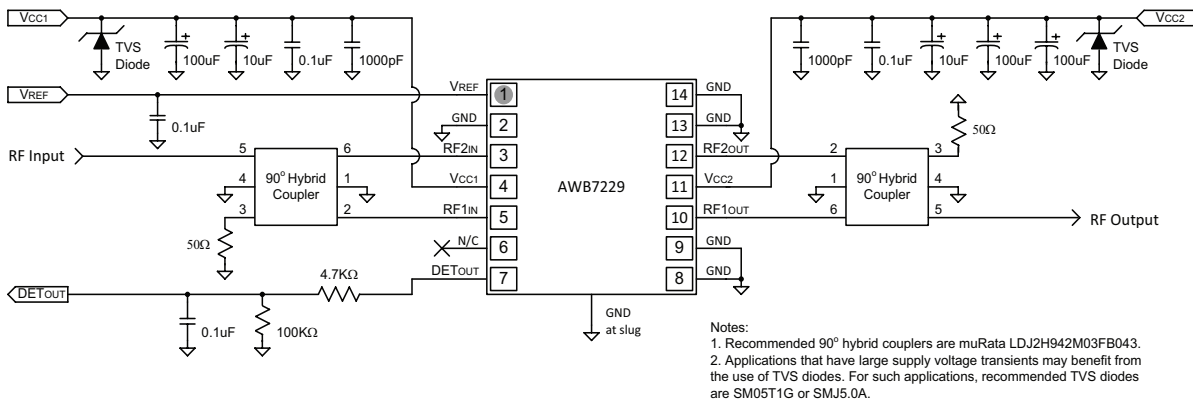 VCC1
TVS
Diode
100uF
10uF
0.1uF
1000pF
VREF
0.1uF
RF Input
5
6
4
1
3
2
90° Hybrid
Coupler
50Ω
DETOUT
0.1uF
100KΩ
4.7KΩ
VREF
GND
RF2IN
VCC1
RF1IN
N/C
DETOUT
1
2
3
4
5
6
7
AWB7229
GND
at slug
14
13
12
11
10
9
8
GND
GND
RF2OUT
VCC2
RF1OUT
GND
GND
1000pF
0.1uF
10uF
100uF
100uF
TVS
Diode
VCC2
50Ω
2
3
1
4
6
5
90° Hybrid
Coupler
RF Output
Notes:
1. Recommended 90° hybrid couplers are muRata LDJ2H942M03FB043.
2. Applications that have large supply voltage transients may benefit from
the use of TVS diodes. For such applications, recommended TVS diodes
are SM05T1G or SMJ5.0A.